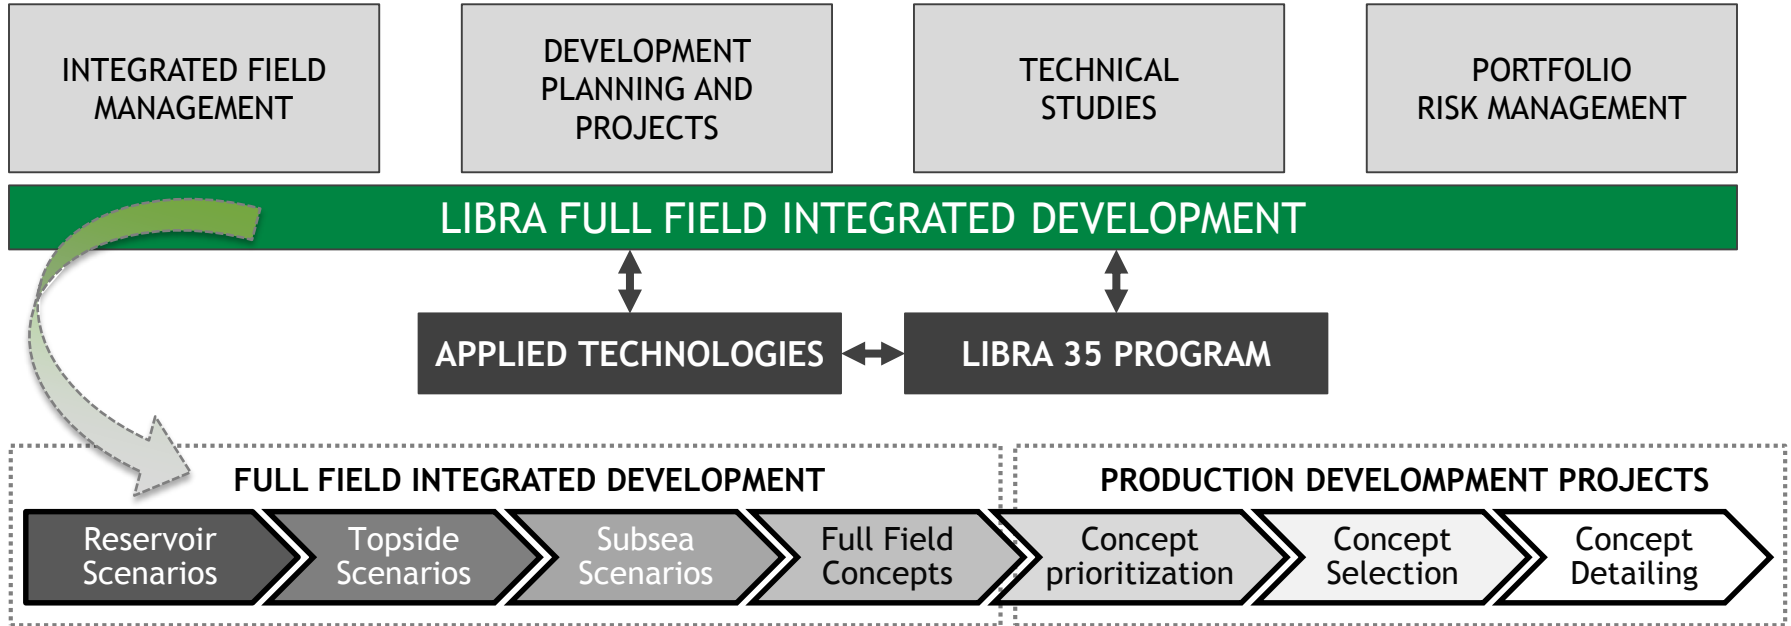 INTEGRATED FIELD
MANAGEMENT
DEVELOPMENT
PLANNING AND
PROJECTS
TECHNICAL
STUDIES
PORTFOLIO
RISK MANAGEMENT
LIBRA FULL FIELD INTEGRATED DEVELOPMENT
APPLIED TECHNOLOGIES
LIBRA 35 PROGRAM
FULL FIELD INTEGRATED DEVELOPMENT
PRODUCTION DEVELOMPMENT PROJECTS
Reservoir
Scenarios
Topside
Scenarios
Subsea
Scenarios
Full Field
Concepts
Concept
prioritization
Concept
Selection
Concept
Detailing